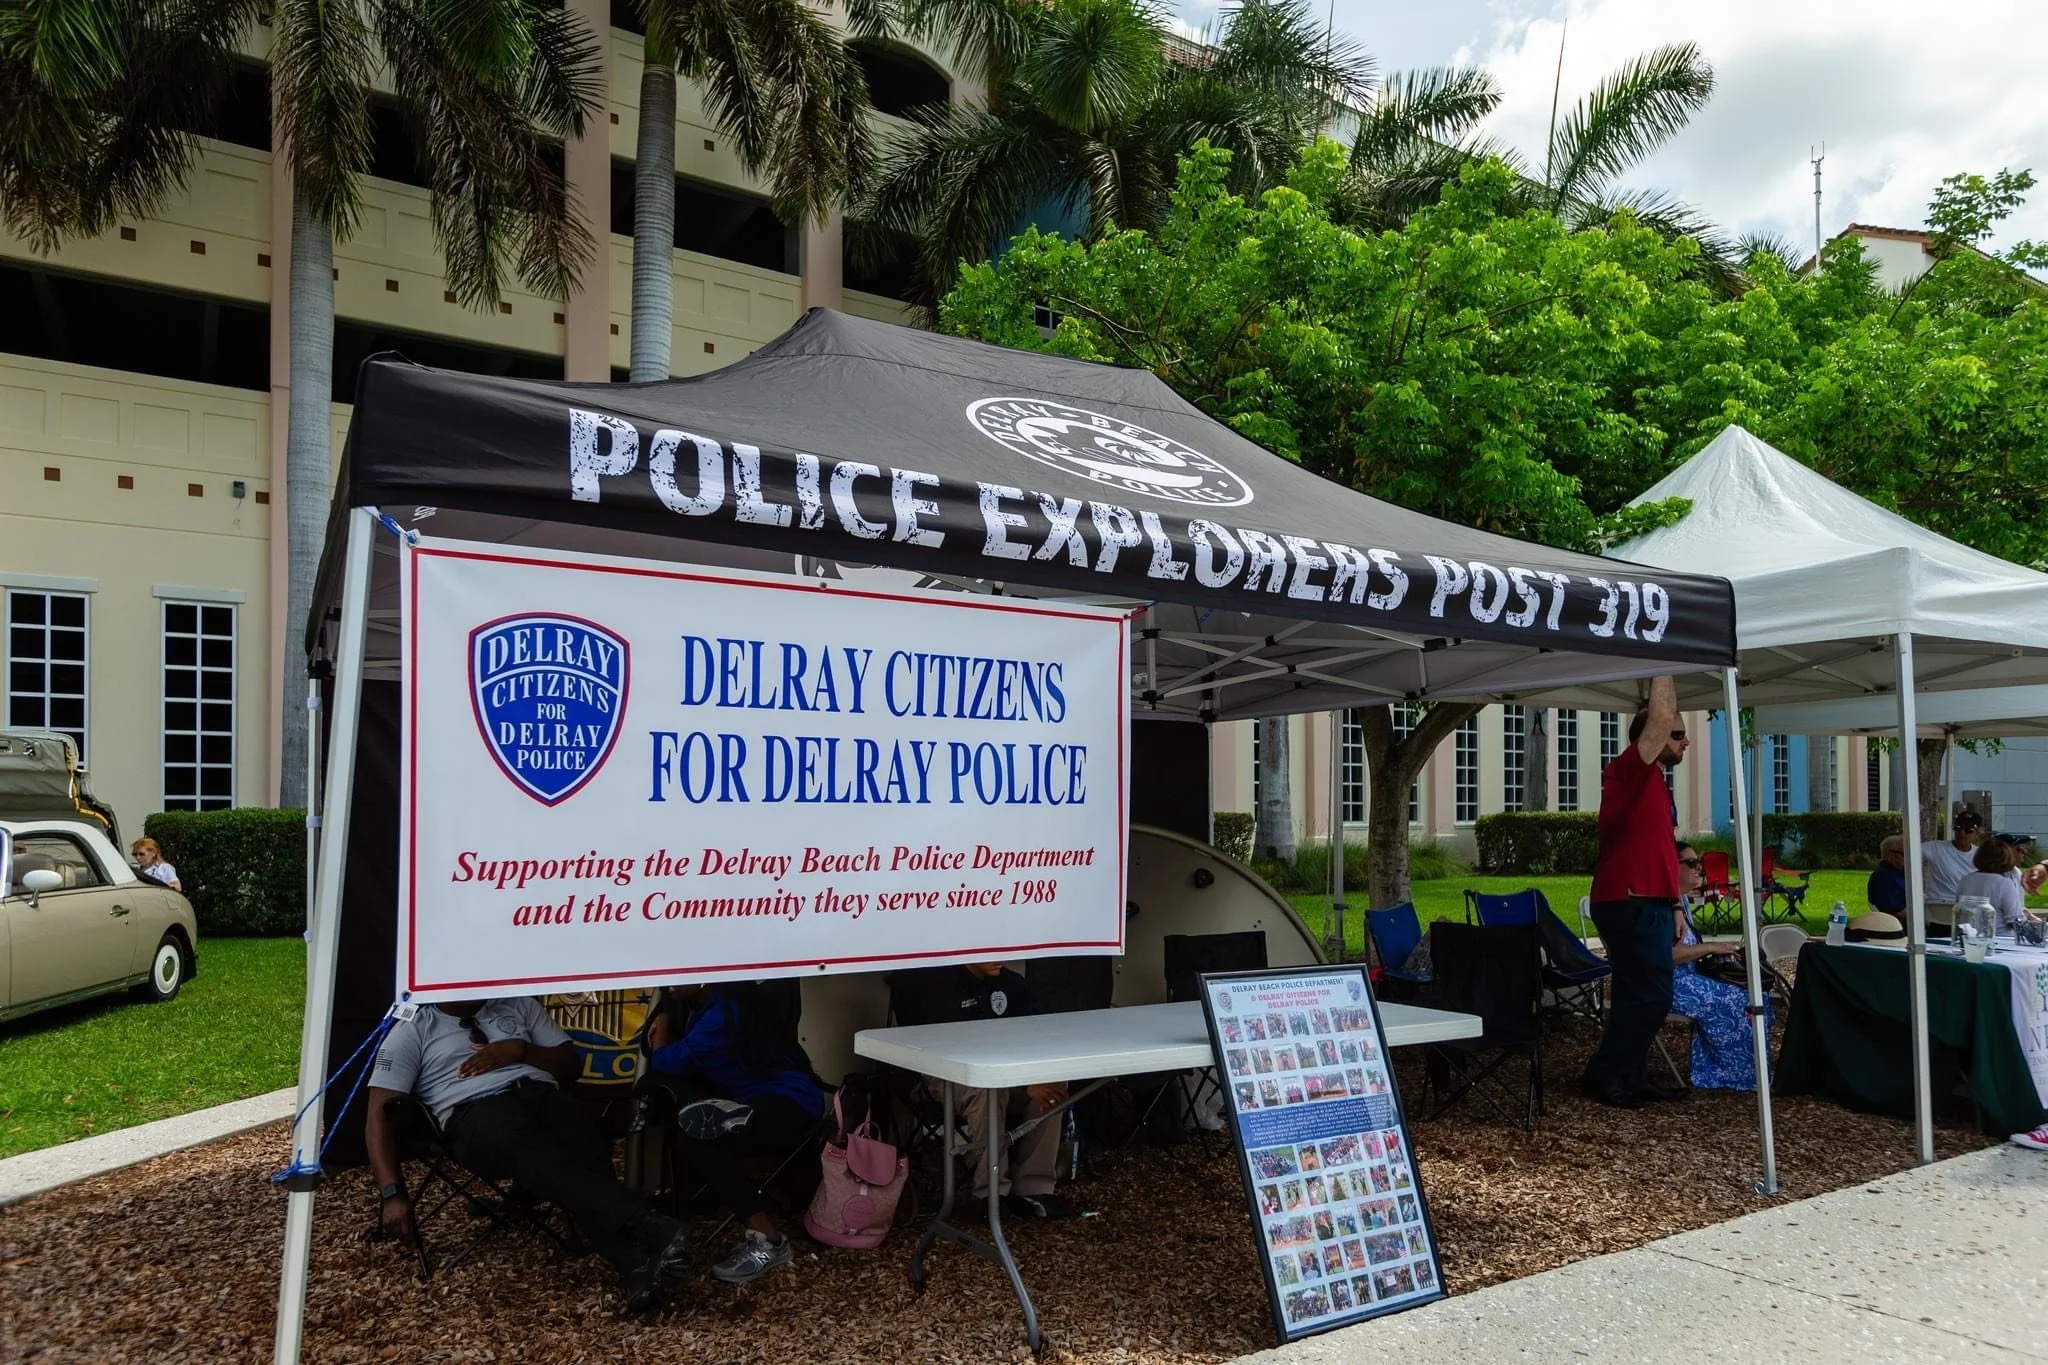 DELRAY BEACH
POLICE
POLICE EXPLORERS POST 319
DELRAY
CITIZENS
FOR
DELRAY
POLICE
DELRAY CITIZENS
FOR DELRAY POLICE
Supporting the Delray Beach Police Department
and the Community they serve since 1988
LO
DELRAY BEACH POLICE DEPARTMENT
& DELRAY CITIZENS FOR
DELRAY POLICE